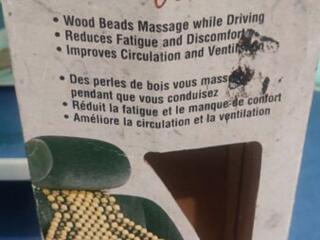 • Wood Beads Massage while Driving
• Reduces Fatigue and Discomfort
• Improves Circulation and Ventilation
• Des perles de bois vous massent
pendant que vous conduisez
• Réduit la fatigue et le manque de confort
• Améliore la circulation et la ventilation